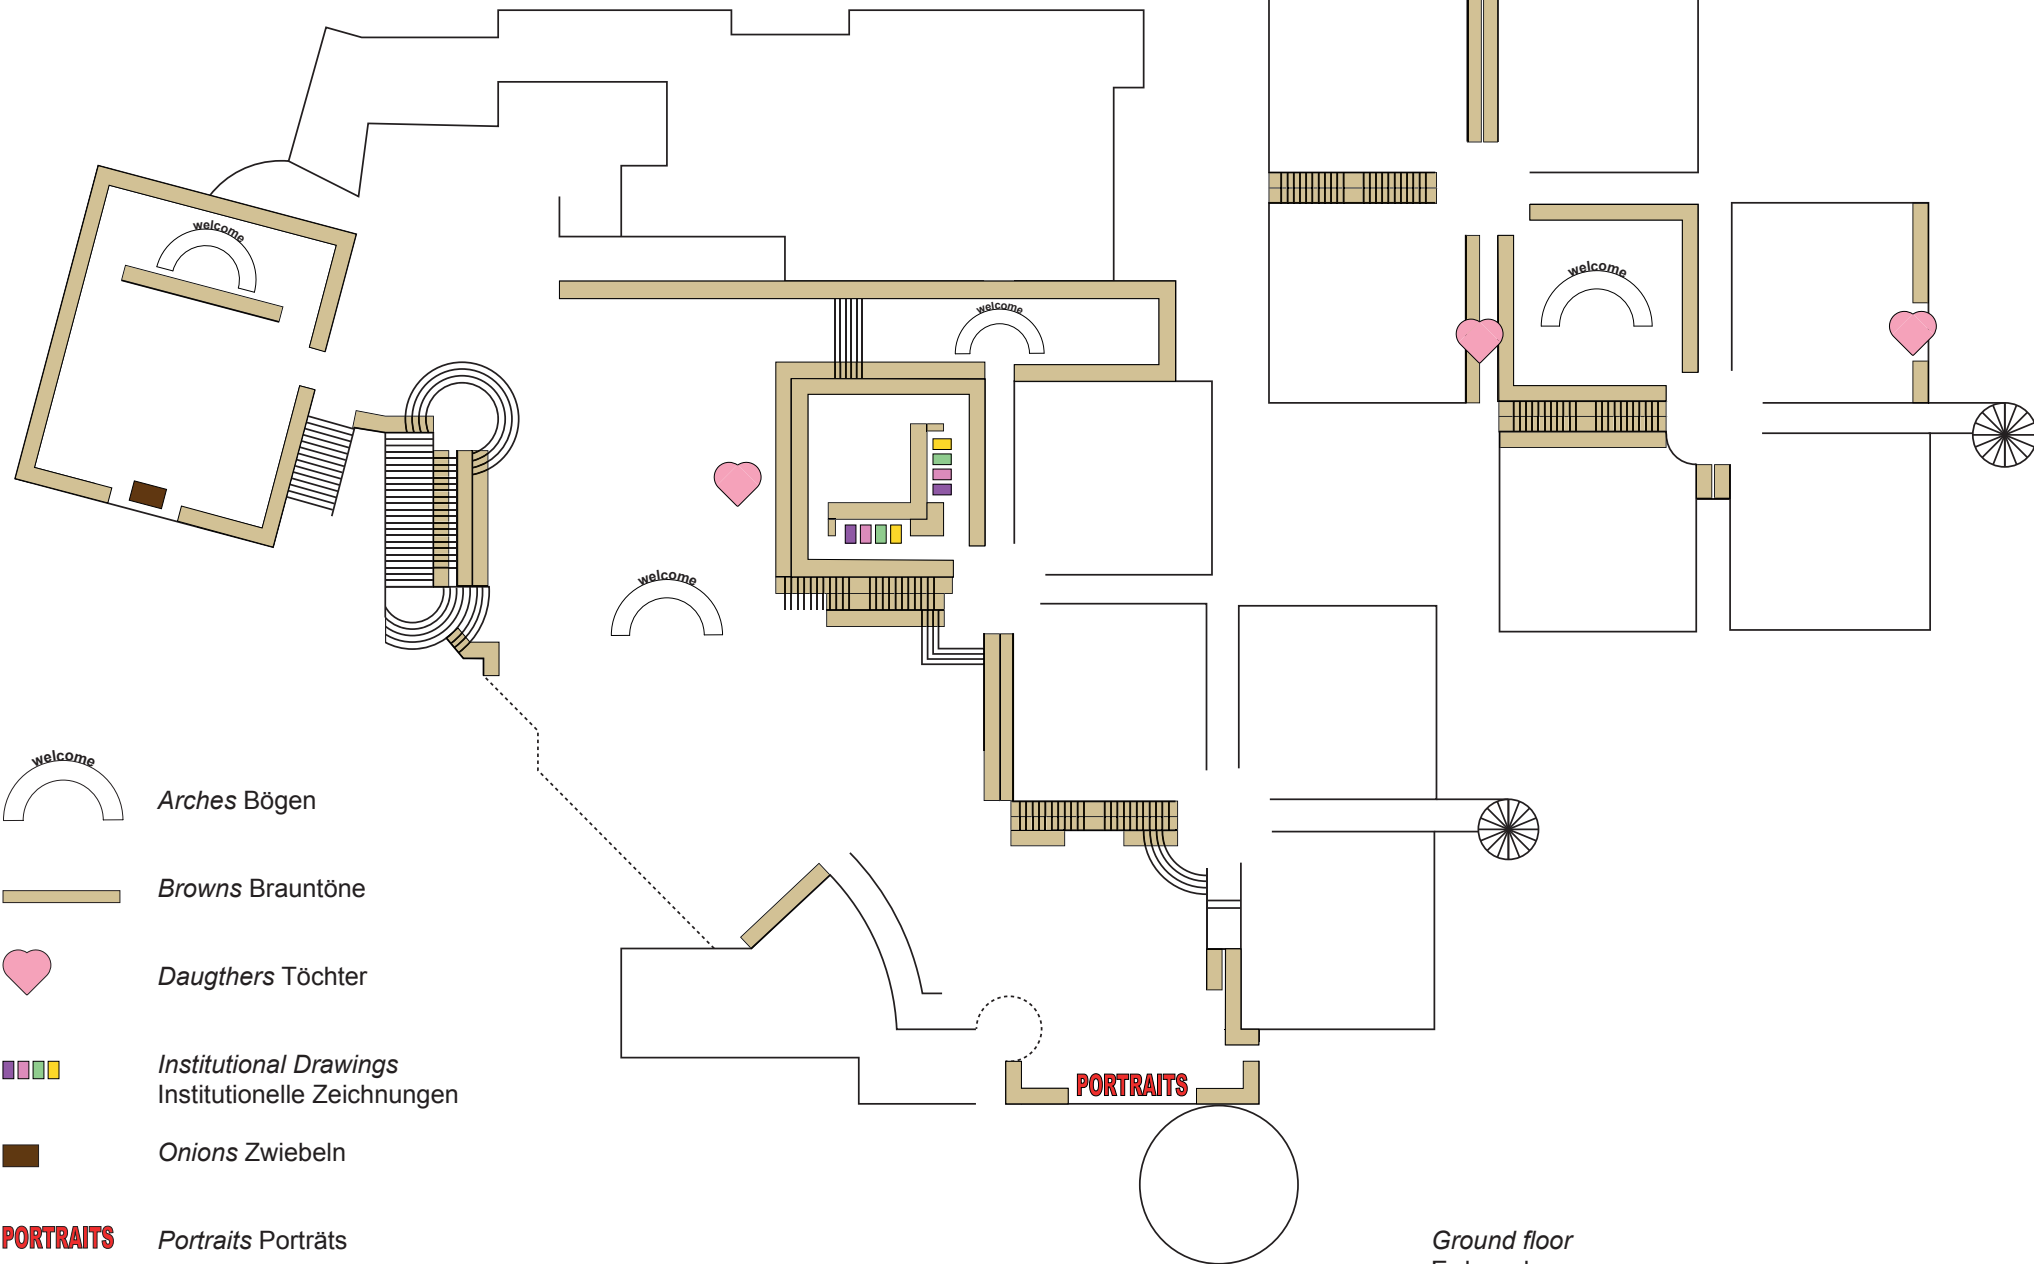 welcome
welcome
welcome
welcome
welcome
Arches Bögen
Browns Brauntöne
Daugthers Töchter
Institutional Drawings
Institutionelle Zeichnungen
Onions Zwiebeln
PORTRAITS
PORTRAITS
Portraits Porträts
Ground floor